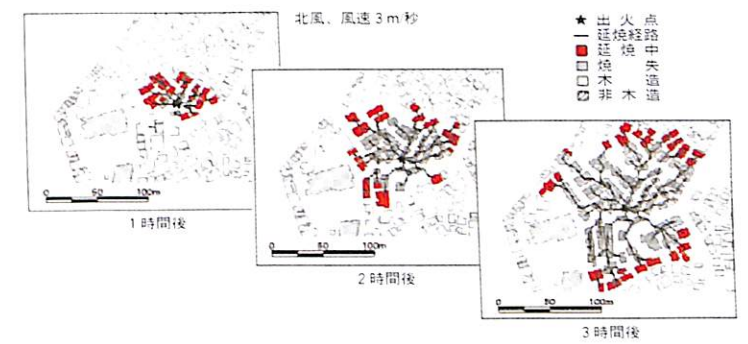 北風、風速3m/秒
★ 出火点
延焼経路
延焼中
焼失
木造
非木造
0 50 100m
1時間後
0 50 100m
2時間後
0 50 100m
3時間後